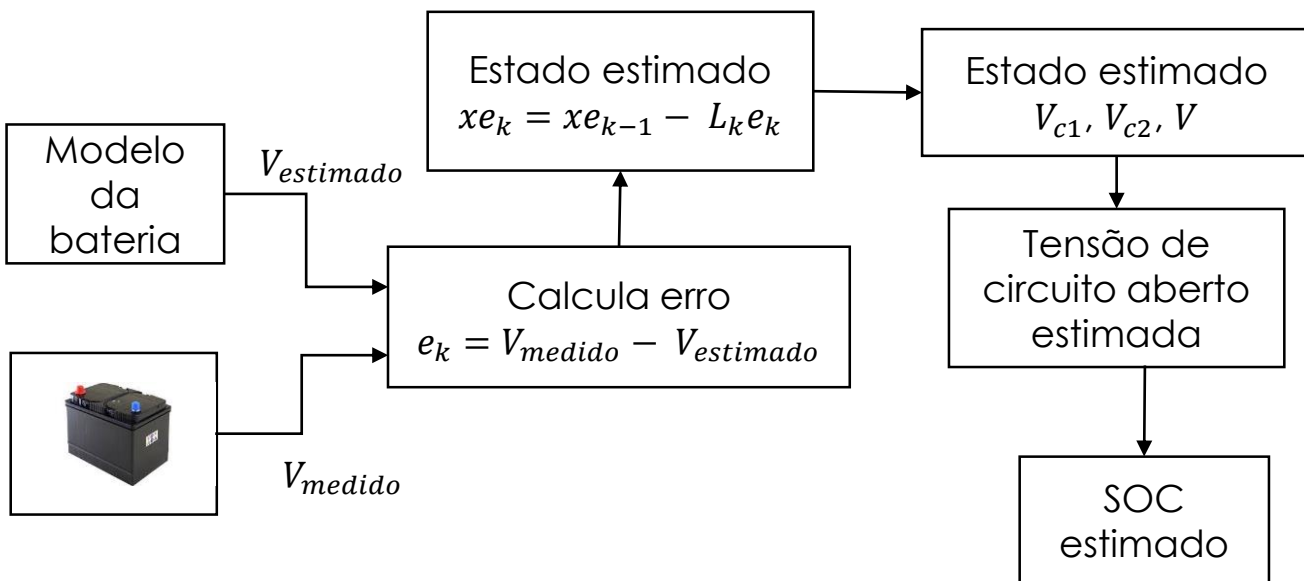 Modelo
da
bateria
V_{estimado}
V_{medido}
Calcula erro
e_k = V_{medido} − V_{estimado}
Estado estimado
xe_k = xe_{k−1} − L_k e_k
Estado estimado
V_{c1}, V_{c2}, V
Tensão de
circuito aberto
estimada
SOC
estimado